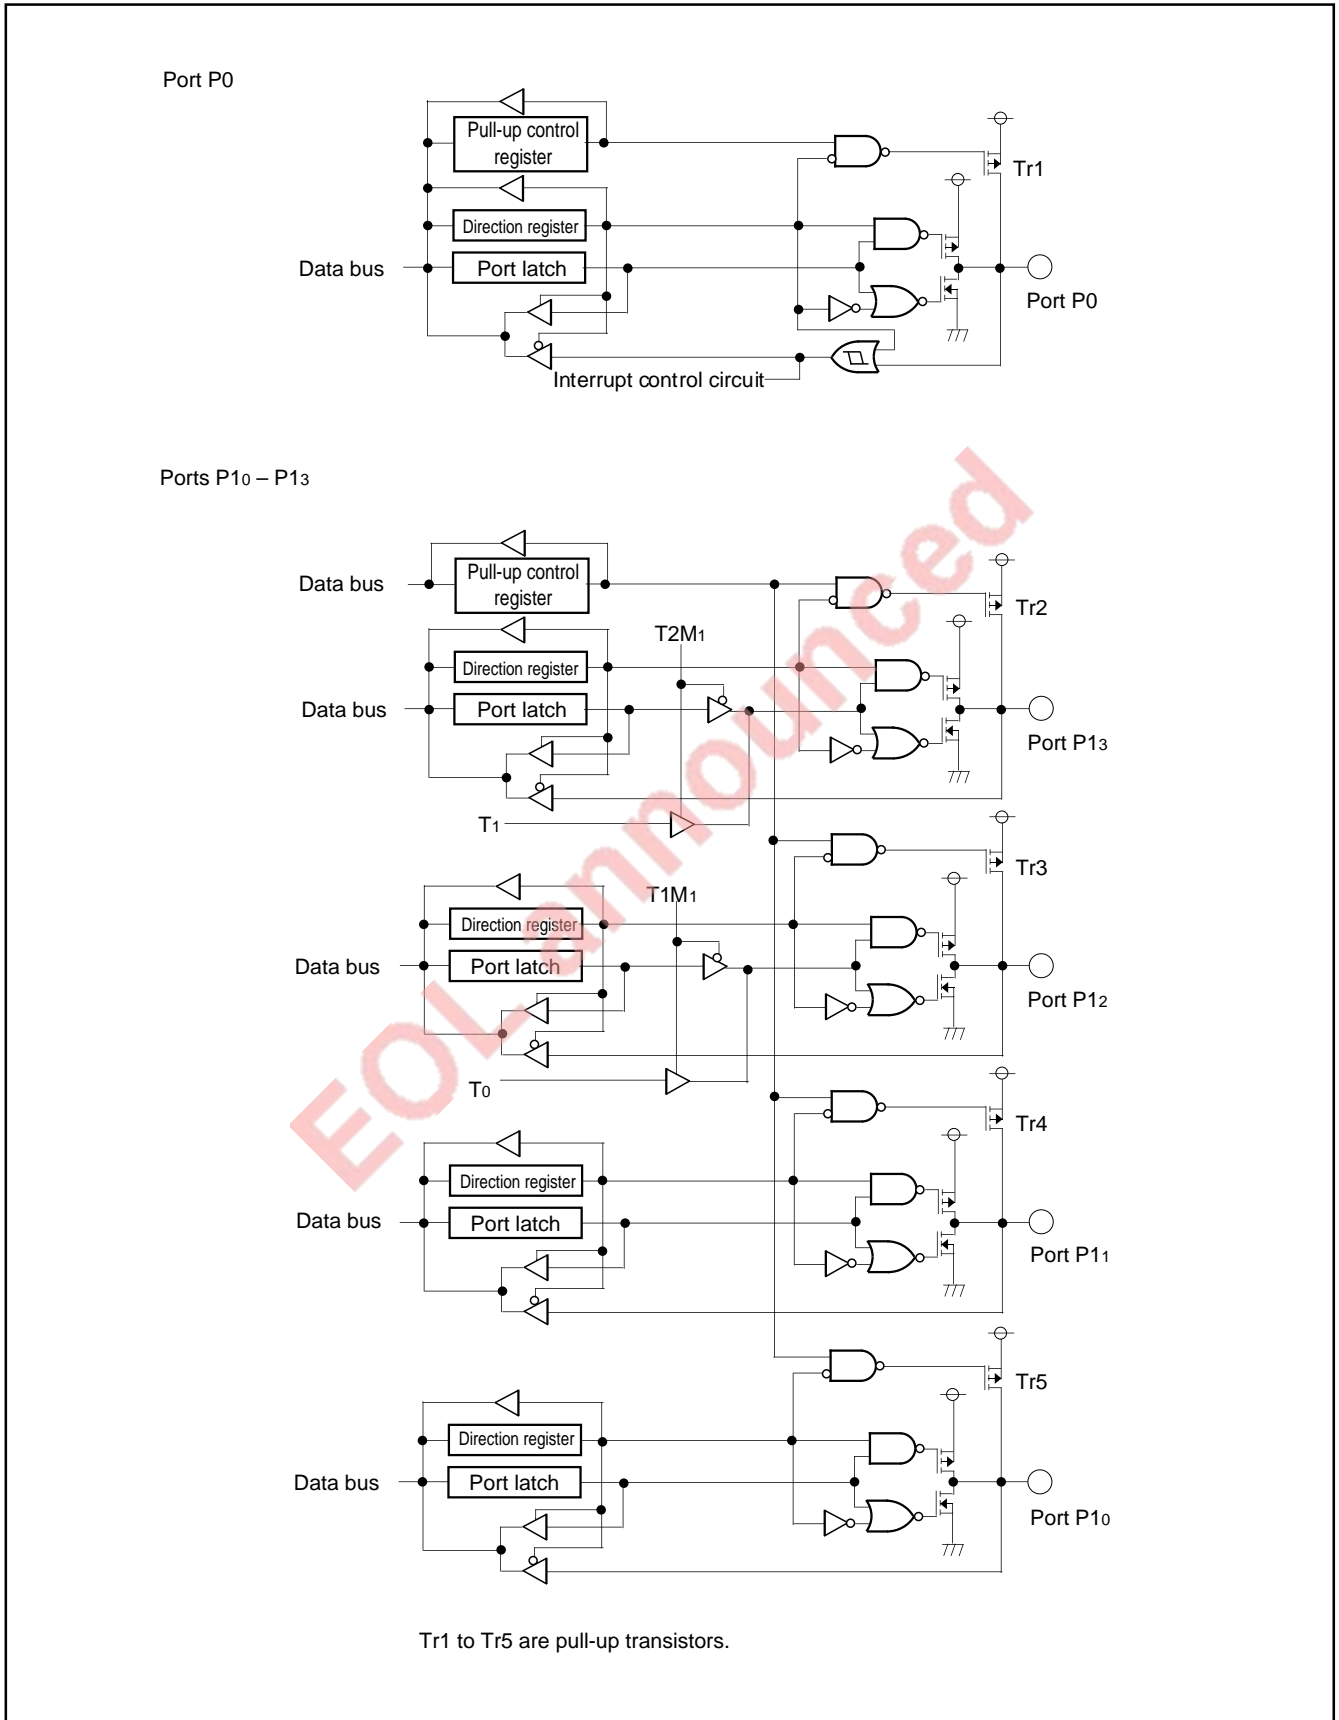 Port P0
Pull-up control
register
Tr1
Direction register
Data bus
Port latch
Port P0
Interrupt control circuit
Ports P10 – P13
Data bus
Pull-up control
register
Tr2
T2M1
Direction register
Data bus
Port latch
Port P13
T1
Tr3
T1M1
Direction register
Data bus
Port latch
Port P12
T0
Tr4
Direction register
Data bus
Port latch
Port P11
Tr5
Direction register
Data bus
Port latch
Port P10
Tr1 to Tr5 are pull-up transistors.
EOL announced